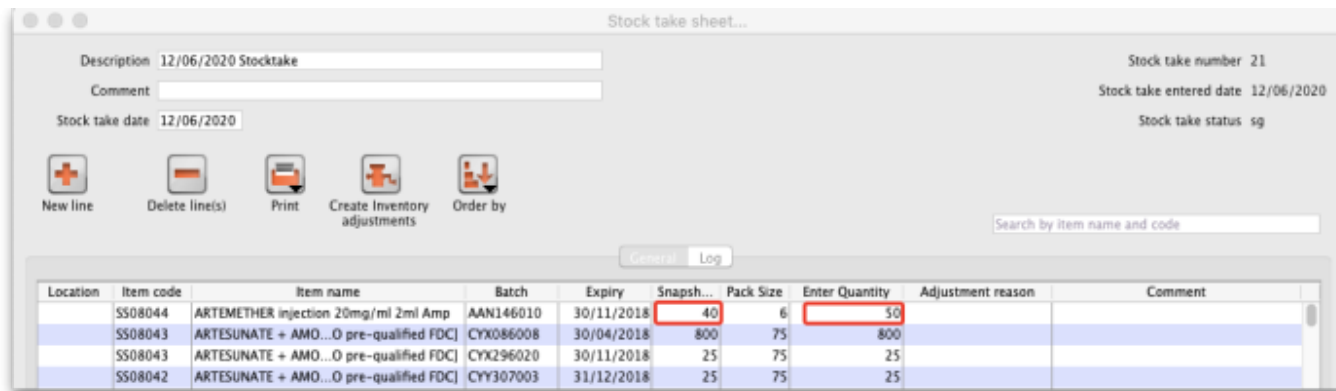 Stock take sheet...
Description 12/06/2020 Stocktake
Stock take number 21
Comment
Stock take entered date 12/06/2020
Stock take date 12/06/2020
Stock take status sg
New line Delete line(s) Print Create Inventory adjustments Order by
Search by item name and code
General Log
Location Item code Item name Batch Expiry Snapsh... Pack Size Enter Quantity Adjustment reason Comment
SS08044 ARTEMETHER injection 20mg/ml 2ml Amp AAN146010 30/11/2018 40 6 50
SS08043 ARTESUNATE + AMO...O pre-qualified FDC] CYX086008 30/04/2018 800 75 800
SS08043 ARTESUNATE + AMO...O pre-qualified FDC] CYX296020 30/11/2018 25 75 25
SS08042 ARTESUNATE + AMO...O pre-qualified FDC] CYY307003 31/12/2018 25 75 25